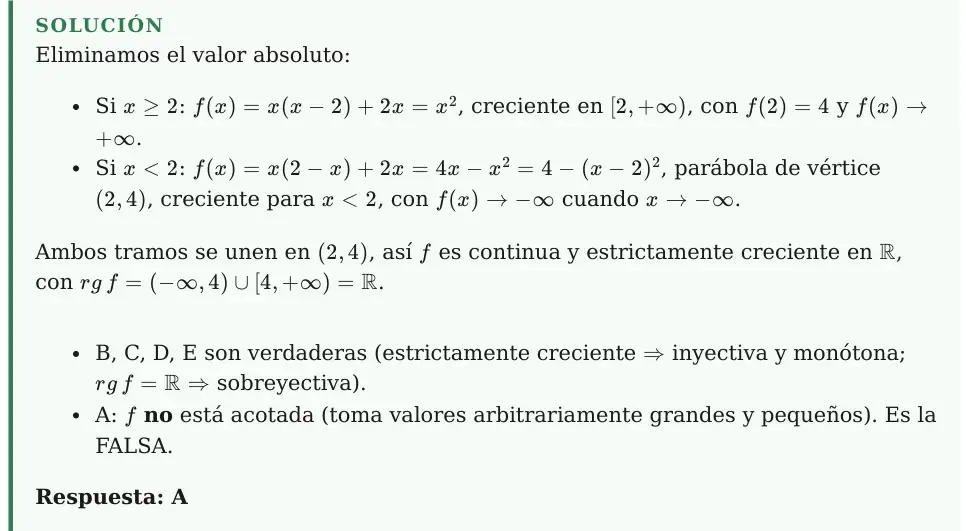 SOLUCIÓN
Eliminamos el valor absoluto:
• Si x ≥ 2: f(x) = x(x − 2) + 2x = x², creciente en [2, +∞), con f(2) = 4 y f(x) →
+∞.
• Si x < 2: f(x) = x(2 − x) + 2x = 4x − x² = 4 − (x − 2)², parábola de vértice
(2, 4), creciente para x < 2, con f(x) → −∞ cuando x → −∞.
Ambos tramos se unen en (2, 4), así f es continua y estrictamente creciente en ℝ,
con rg f = (−∞, 4) ∪ [4, +∞) = ℝ.
• B, C, D, E son verdaderas (estrictamente creciente ⇒ inyectiva y monótona;
rg f = ℝ ⇒ sobreyectiva).
• A: f no está acotada (toma valores arbitrariamente grandes y pequeños). Es la
FALSA.
Respuesta: A